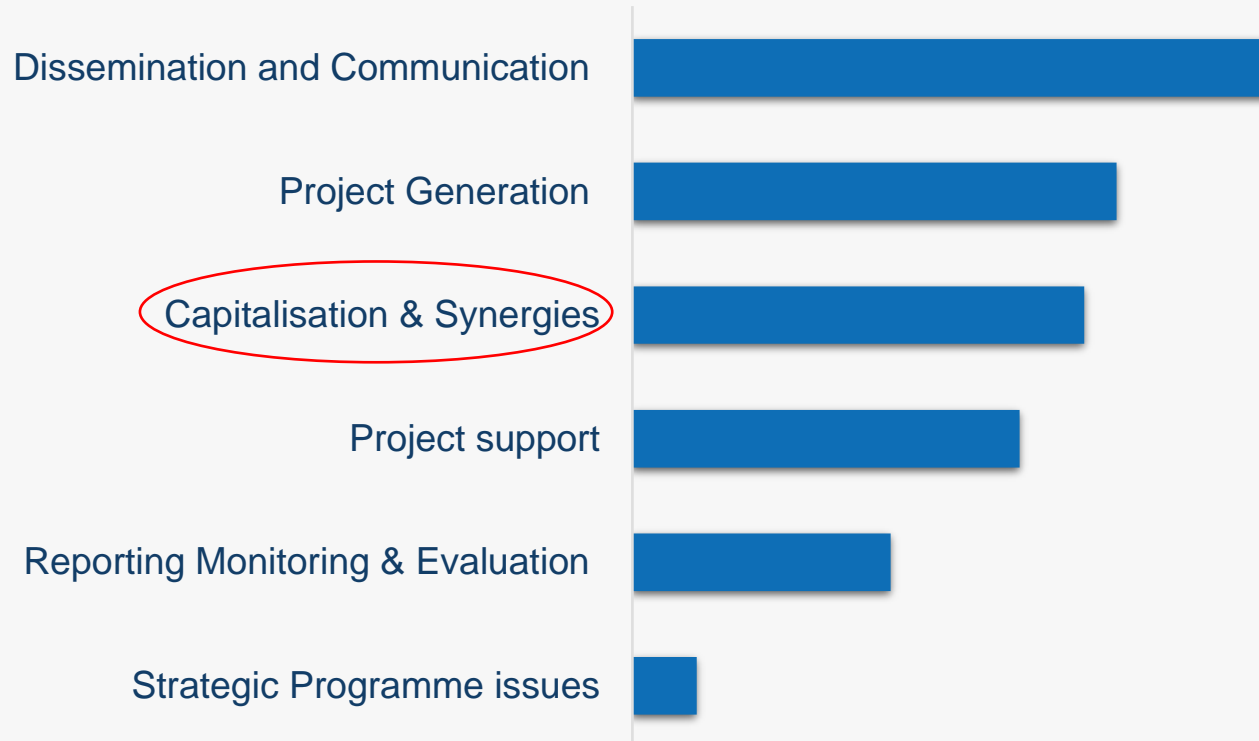 Dissemination and Communication
Project Generation
Capitalisation & Synergies
Project support
Reporting Monitoring & Evaluation
Strategic Programme issues